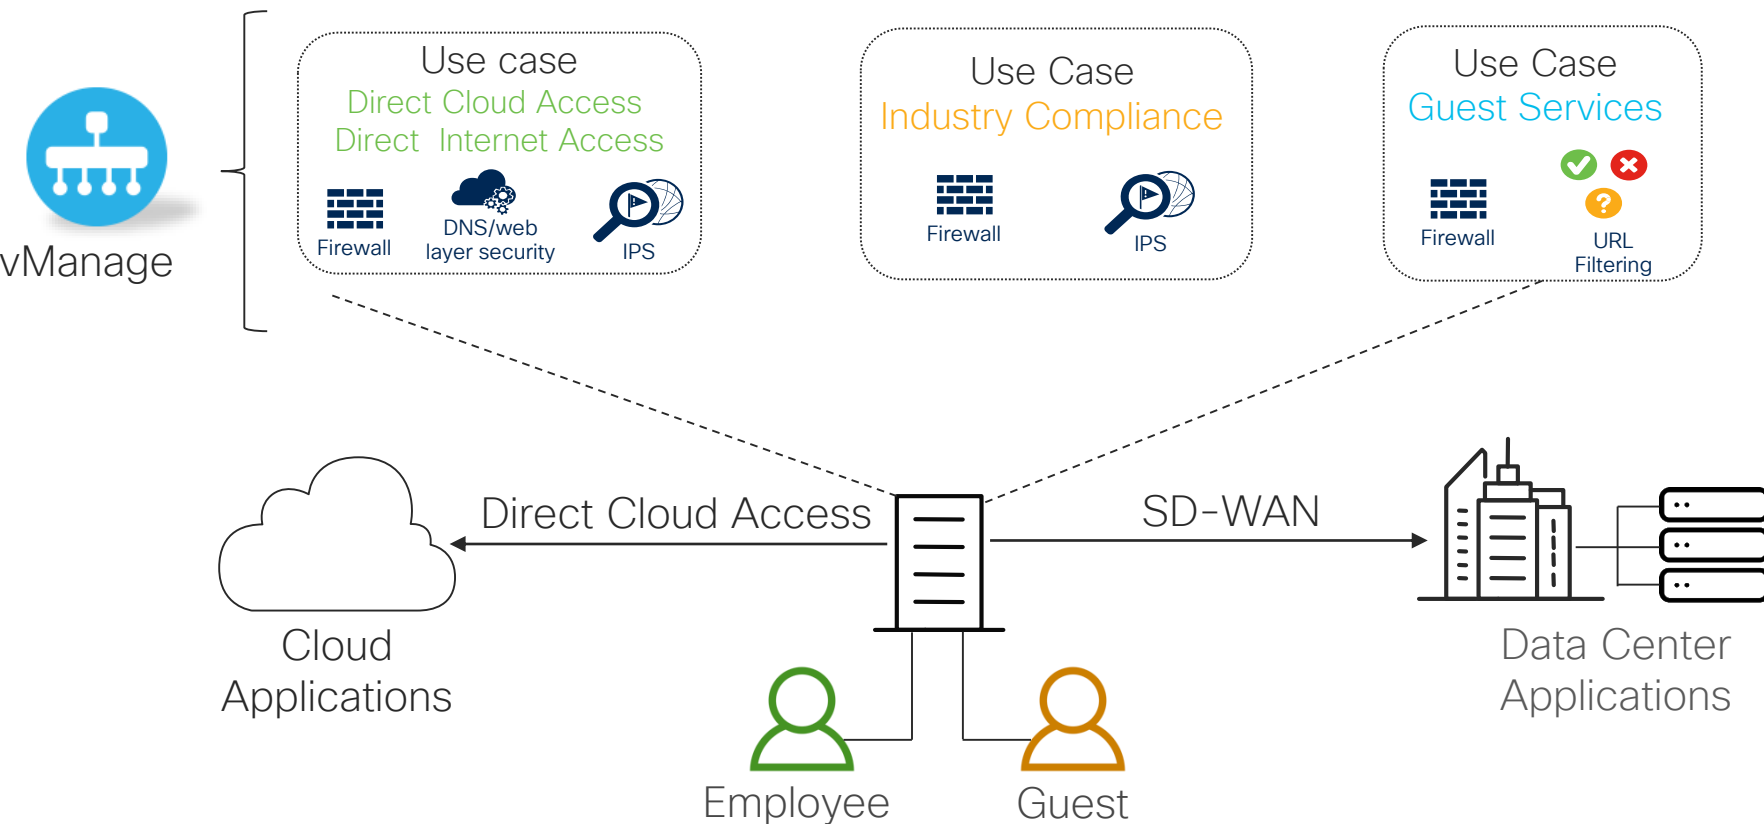 vManage
Use case
Direct Cloud Access
Direct Internet Access
Firewall
DNS/web
layer security
IPS
Use Case
Industry Compliance
Firewall
IPS
Use Case
Guest Services
?
Firewall
URL
Filtering
Direct Cloud Access
SD-WAN
Cloud
Applications
Data Center
Applications
Employee
Guest